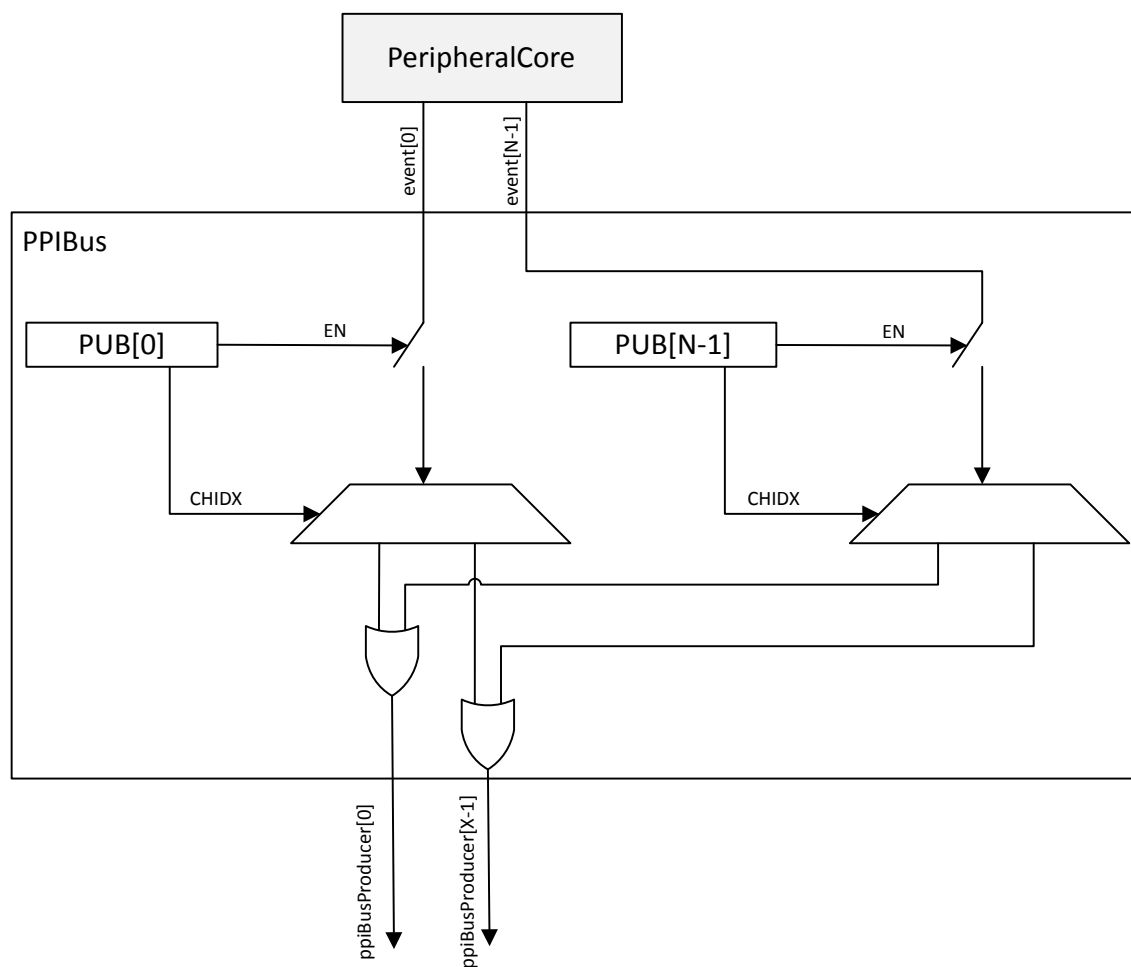 PeripheralCore
event[0]
event[N-1]
PPIBus
PUB[0]
EN
PUB[N-1]
EN
CHIDX
CHIDX
ppiBusProducer[0]
ppiBusProducer[X-1]